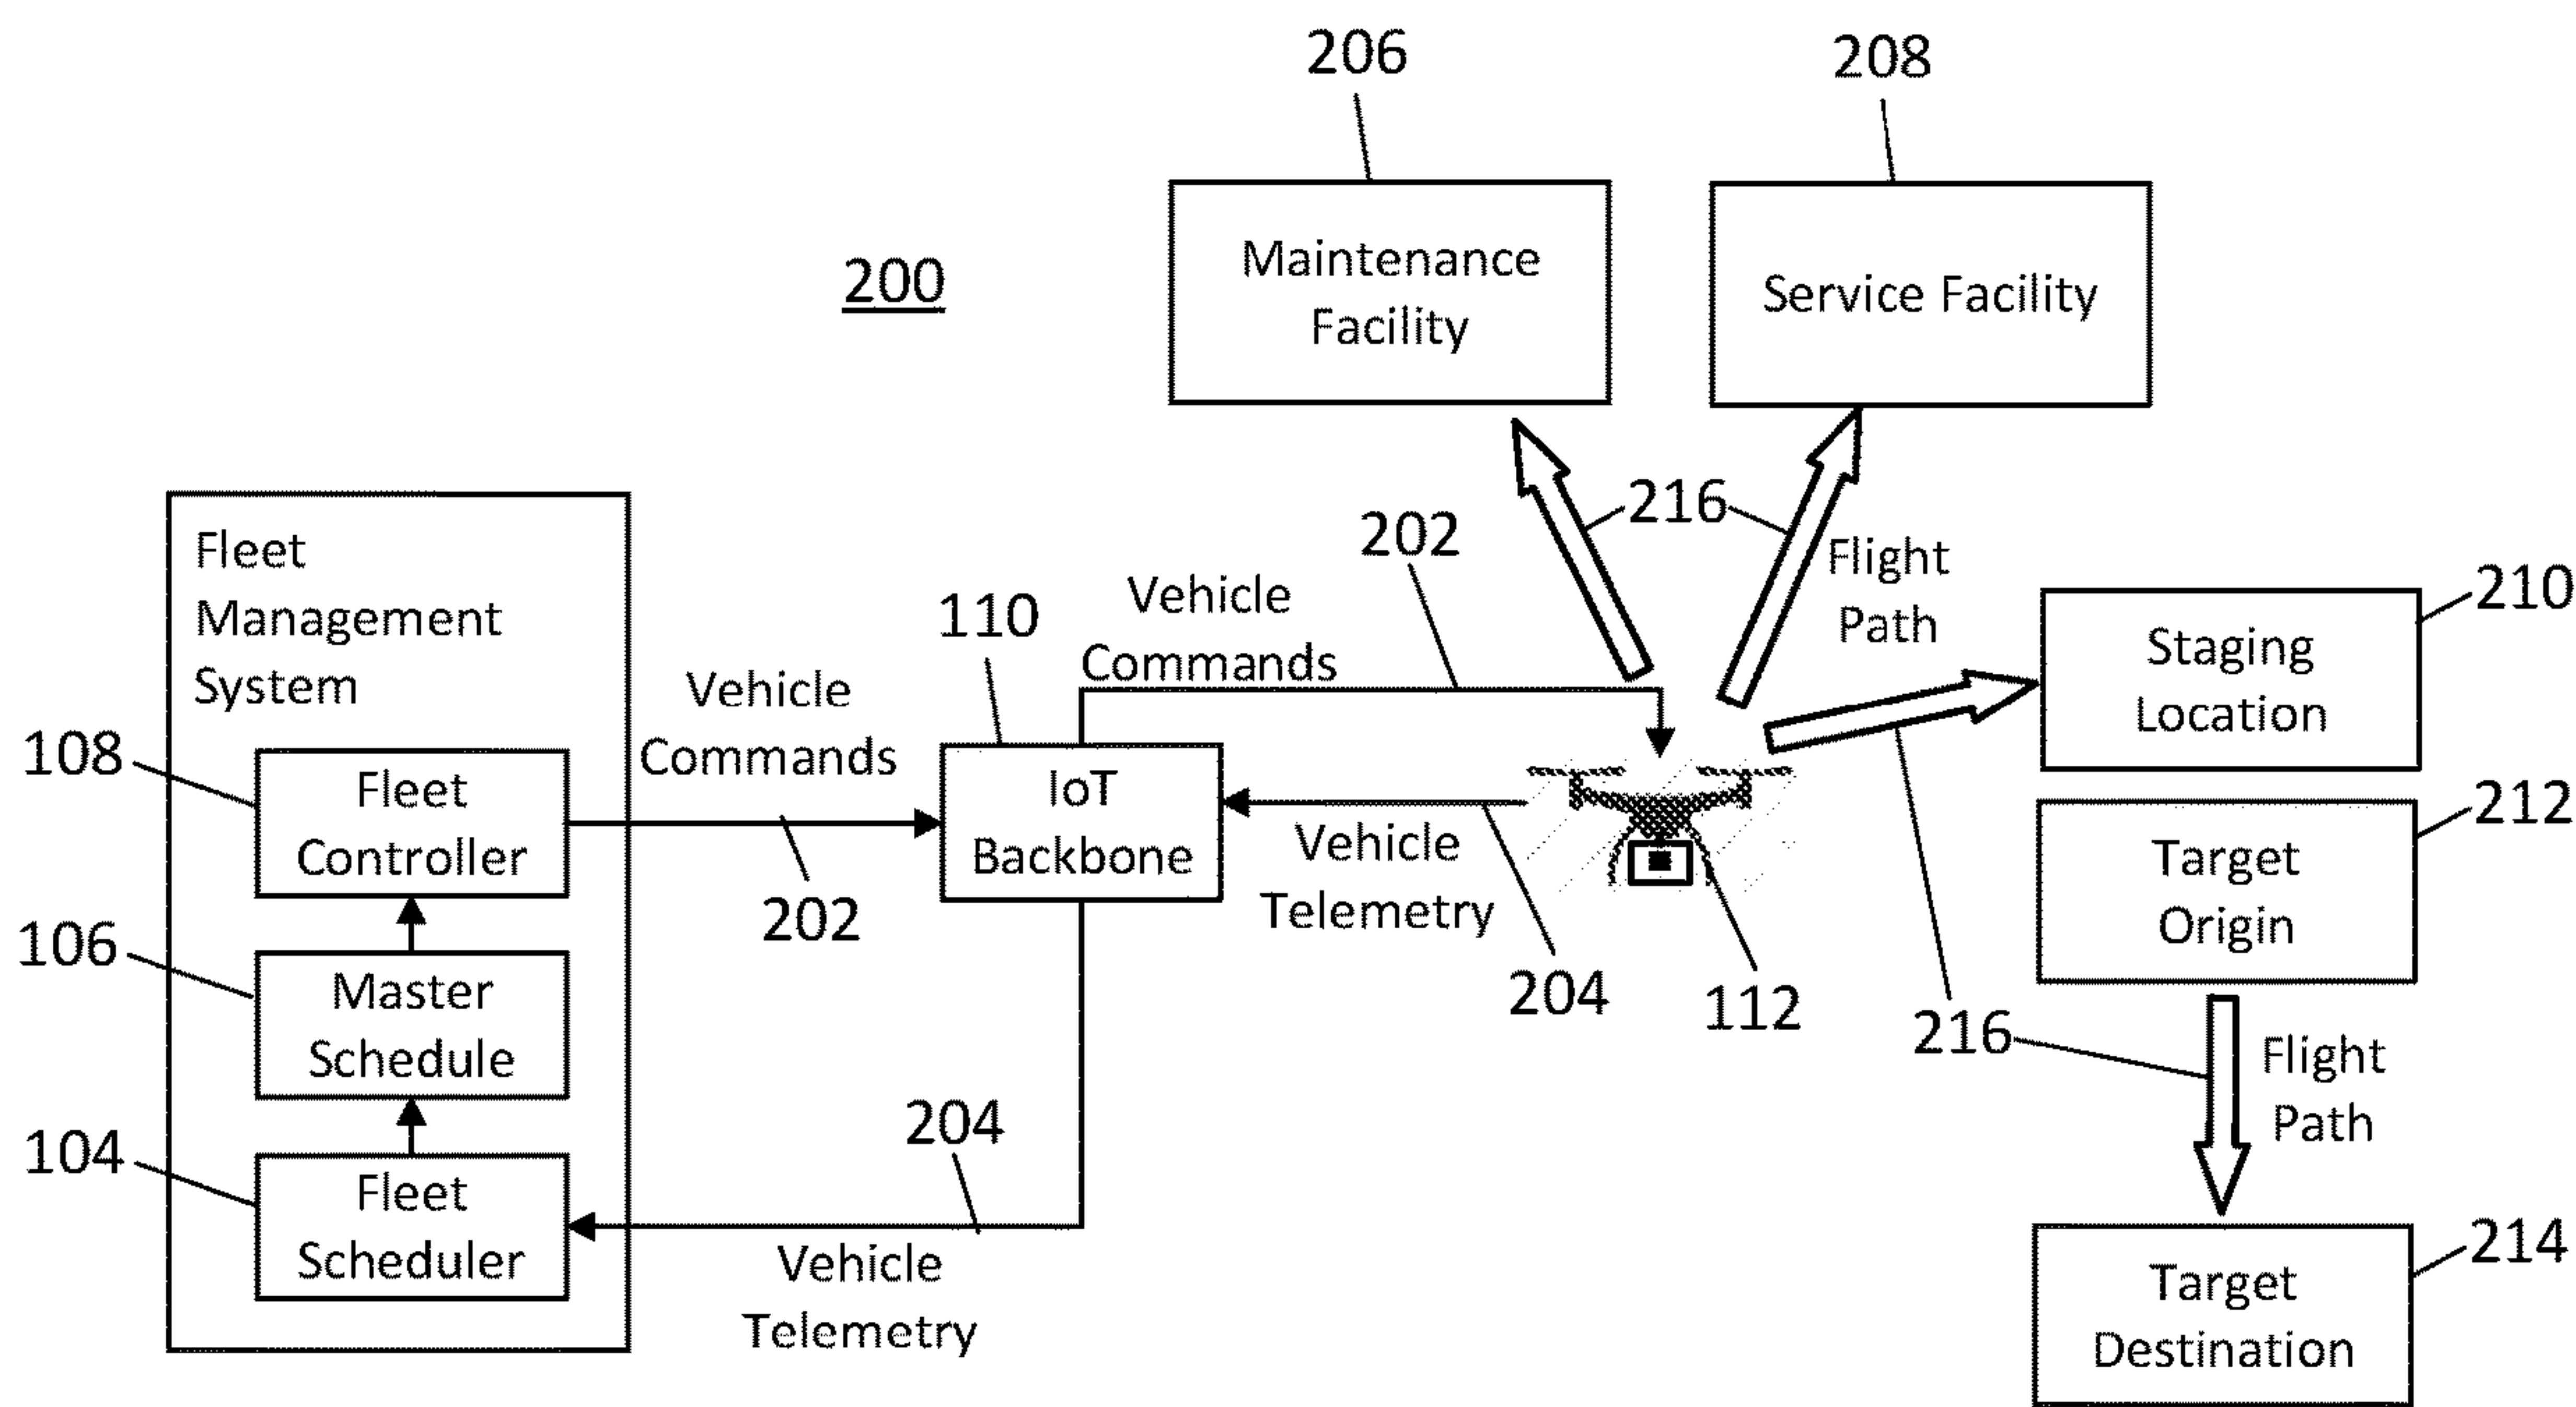 206
208
Maintenance
Facility
Service Facility
200
216
Flight
Path
202
Vehicle
Commands
Fleet
Management
System
110
210
Staging
Location
Vehicle
Commands
108
Fleet
Controller
IoT
Backbone
212
Target
Origin
Vehicle
Telemetry
202
106
Master
Schedule
204
112
216
Flight
Path
204
104
Fleet
Scheduler
Vehicle
Telemetry
214
Target
Destination